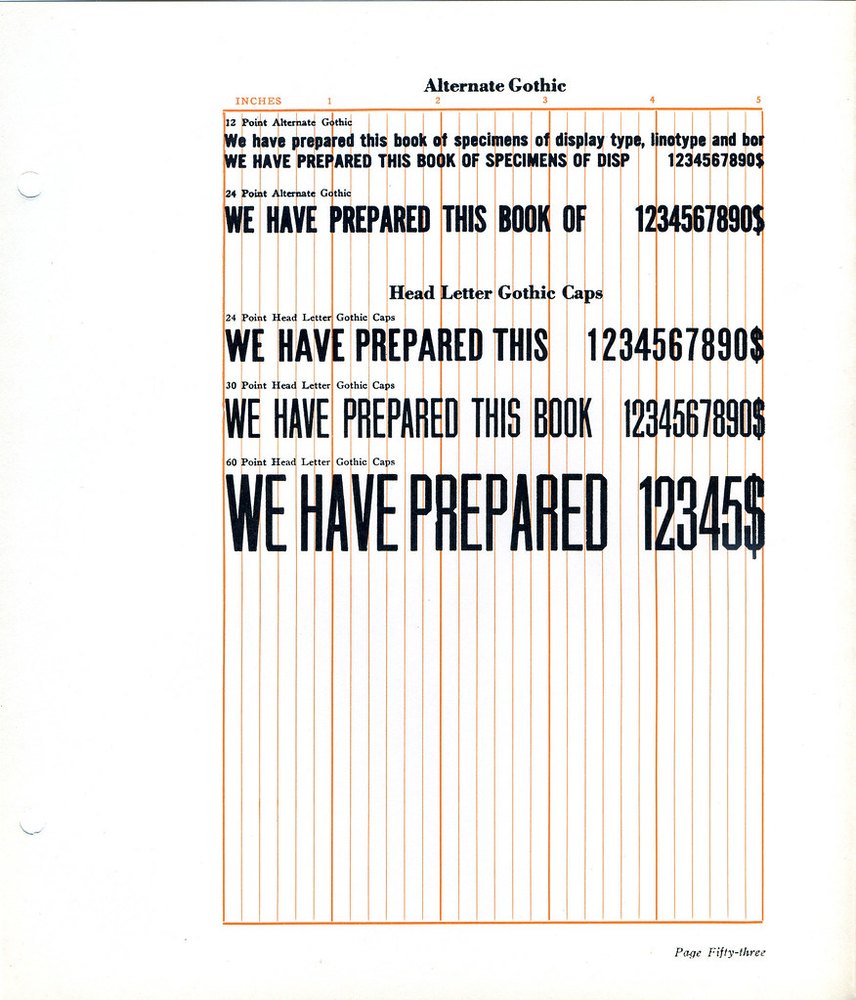 Alternate Gothic
INCHES 1 2 3 4 5
12 Point Alternate Gothic
We have prepared this book of specimens of display type, linotype and bor
WE HAVE PREPARED THIS BOOK OF SPECIMENS OF DISP 1234567890$
24 Point Alternate Gothic
WE HAVE PREPARED THIS BOOK OF 1234567890$
Head Letter Gothic Caps
24 Point Head Letter Gothic Caps
WE HAVE PREPARED THIS 1234567890$
30 Point Head Letter Gothic Caps
WE HAVE PREPARED THIS BOOK 1234567890$
60 Point Head Letter Gothic Caps
WE HAVE PREPARED 12345$
Page Fifty-three